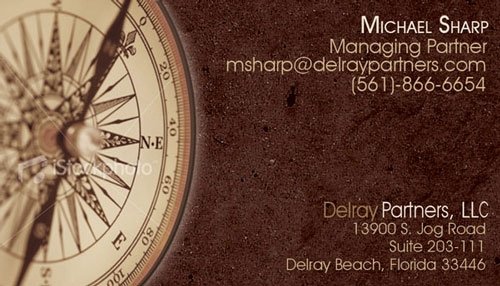 Michael Sharp
Managing Partner
msharp@delraypartners.com
(561)-866-6654
N·E
iStockphoto
Delray Partners, LLC
13900 S. Jog Road
Suite 203-111
Delray Beach, Florida 33446